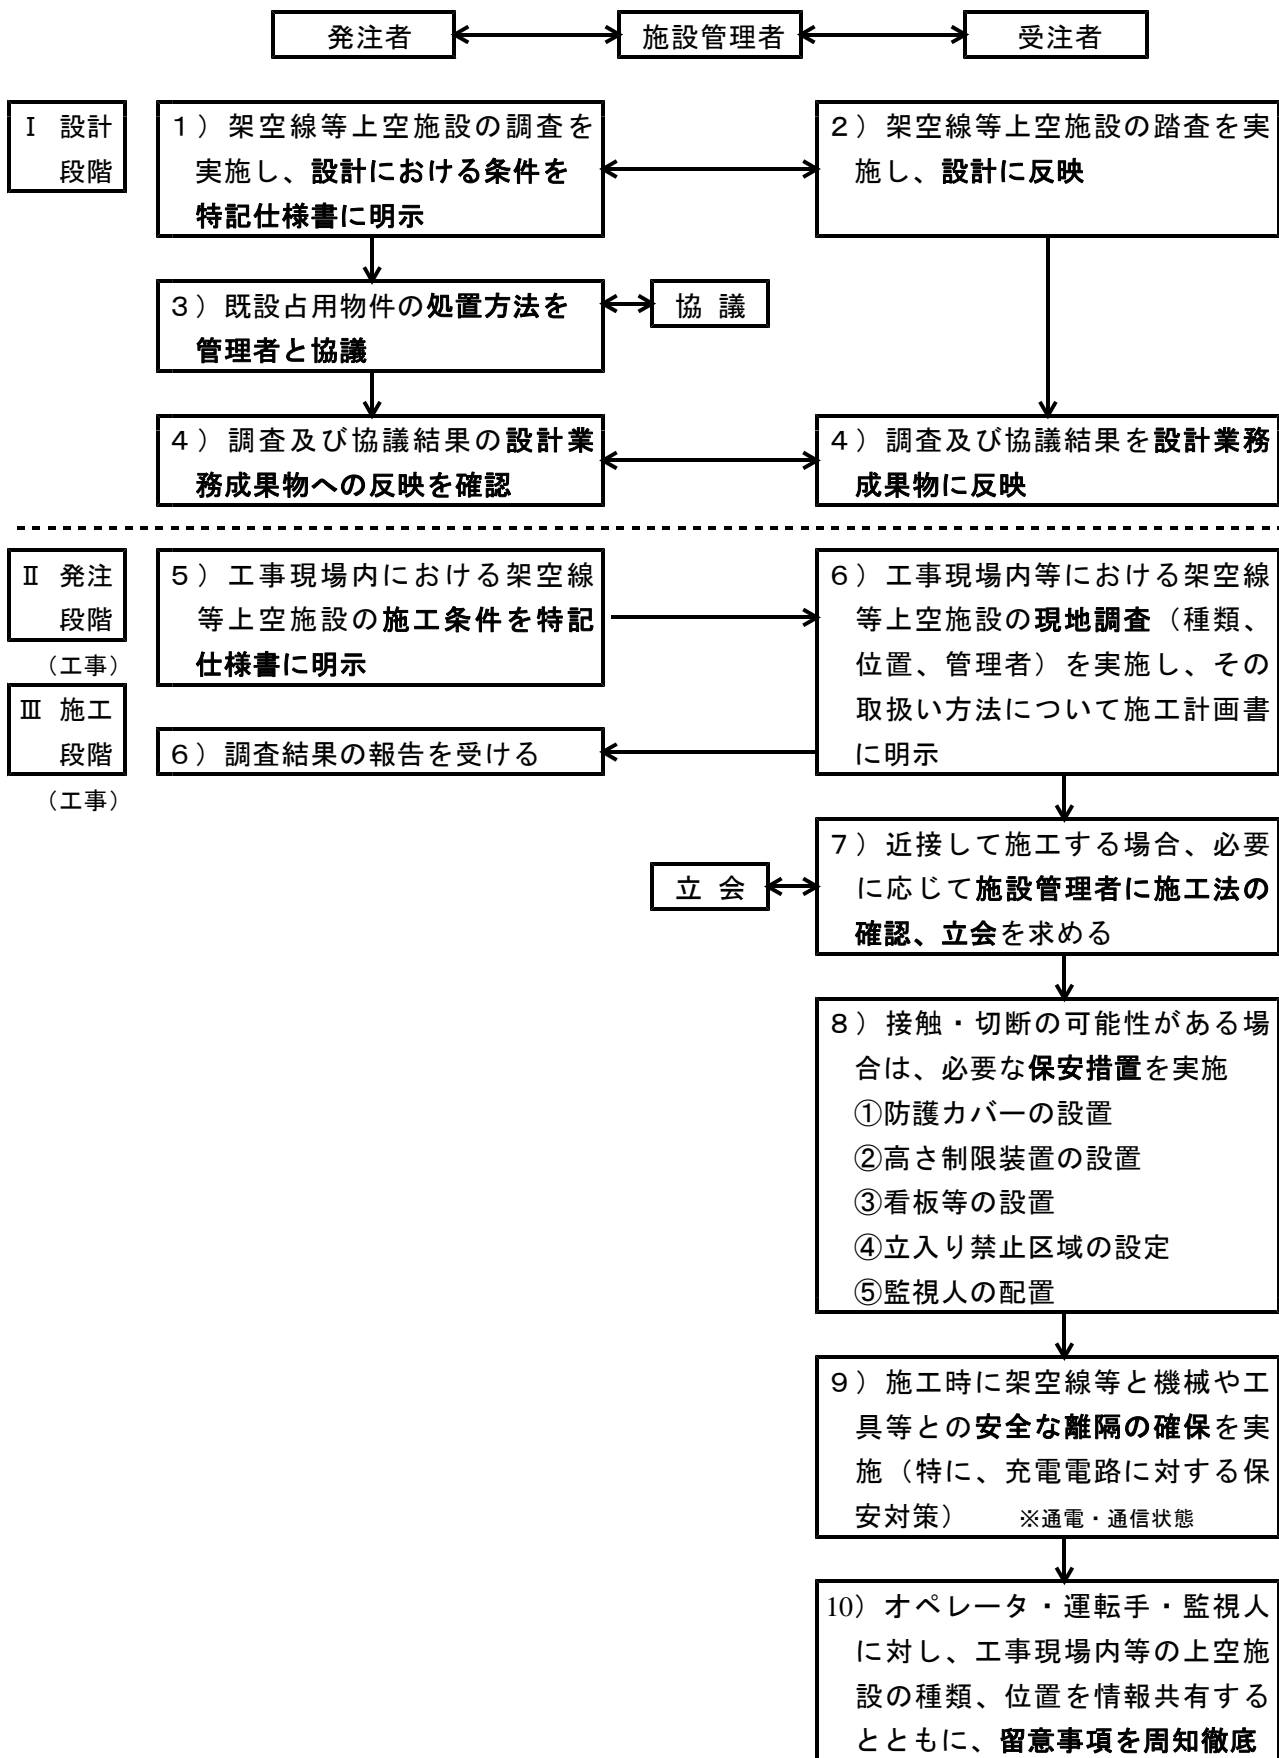 発注者
施設管理者
受注者
Ⅰ 設計
段階
1）架空線等上空施設の調査を
実施し、設計における条件を
特記仕様書に明示
2）架空線等上空施設の踏査を実
施し、設計に反映
3）既設占用物件の処置方法を
管理者と協議
協 議
4）調査及び協議結果の設計業
務成果物への反映を確認
4）調査及び協議結果を設計業務
成果物に反映
Ⅱ 発注
段階
（工事）
5）工事現場内における架空線
等上空施設の施工条件を特記
仕様書に明示
6）工事現場内等における架空線
等上空施設の現地調査（種類、
位置、管理者）を実施し、その
取扱い方法について施工計画書
に明示
Ⅲ 施工
段階
（工事）
6）調査結果の報告を受ける
7）近接して施工する場合、必要
に応じて施設管理者に施工法の
確認、立会を求める
立 会
8）接触・切断の可能性がある場
合は、必要な保安措置を実施
①防護カバーの設置
②高さ制限装置の設置
③看板等の設置
④立入り禁止区域の設定
⑤監視人の配置
9）施工時に架空線等と機械や工
具等との安全な離隔の確保を実
施（特に、充電電路に対する保
安対策） ※通電・通信状態
10）オペレータ・運転手・監視人
に対し、工事現場内等の上空施
設の種類、位置を情報共有する
とともに、留意事項を周知徹底